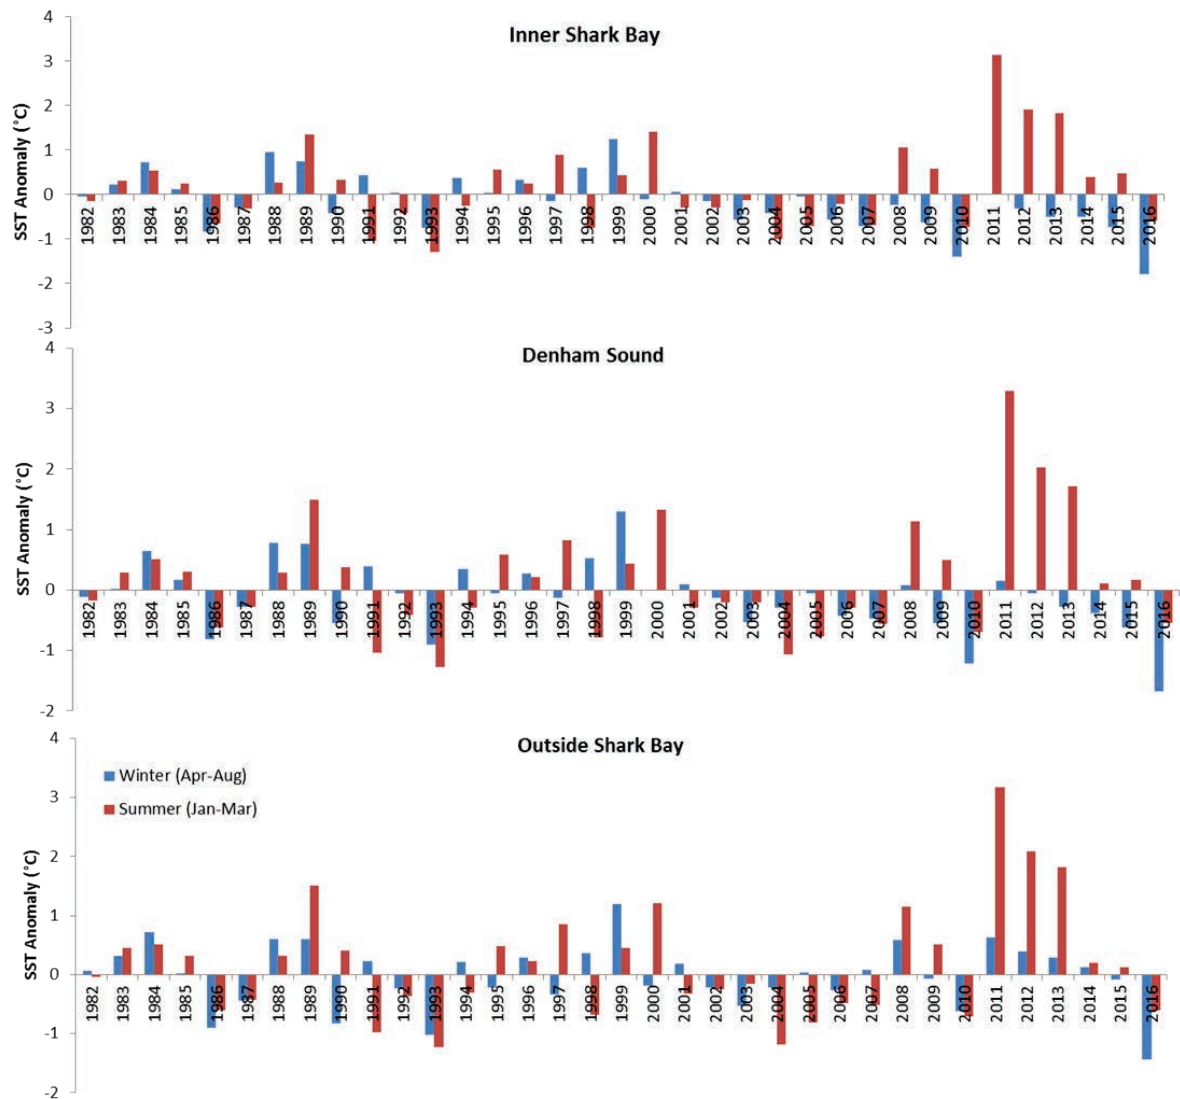 Inner Shark Bay
SST Anomaly (°C)
4
3
2
1
0
-1
-2
-3
1982 1983 1984 1985 1986 1987 1988 1989 1990 1991 1992 1993 1994 1995 1996 1997 1998 1999 2000 2001 2002 2003 2004 2005 2006 2007 2008 2009 2010 2011 2012 2013 2014 2015 2016
Denham Sound
SST Anomaly (°C)
4
3
2
1
0
-1
-2
1982 1983 1984 1985 1986 1987 1988 1989 1990 1991 1992 1993 1994 1995 1996 1997 1998 1999 2000 2001 2002 2003 2004 2005 2006 2007 2008 2009 2010 2011 2012 2013 2014 2015 2016
Outside Shark Bay
Winter (Apr-Aug)
Summer (Jan-Mar)
SST Anomaly (°C)
4
3
2
1
0
-1
-2
1982 1983 1984 1985 1986 1987 1988 1989 1990 1991 1992 1993 1994 1995 1996 1997 1998 1999 2000 2001 2002 2003 2004 2005 2006 2007 2008 2009 2010 2011 2012 2013 2014 2015 2016